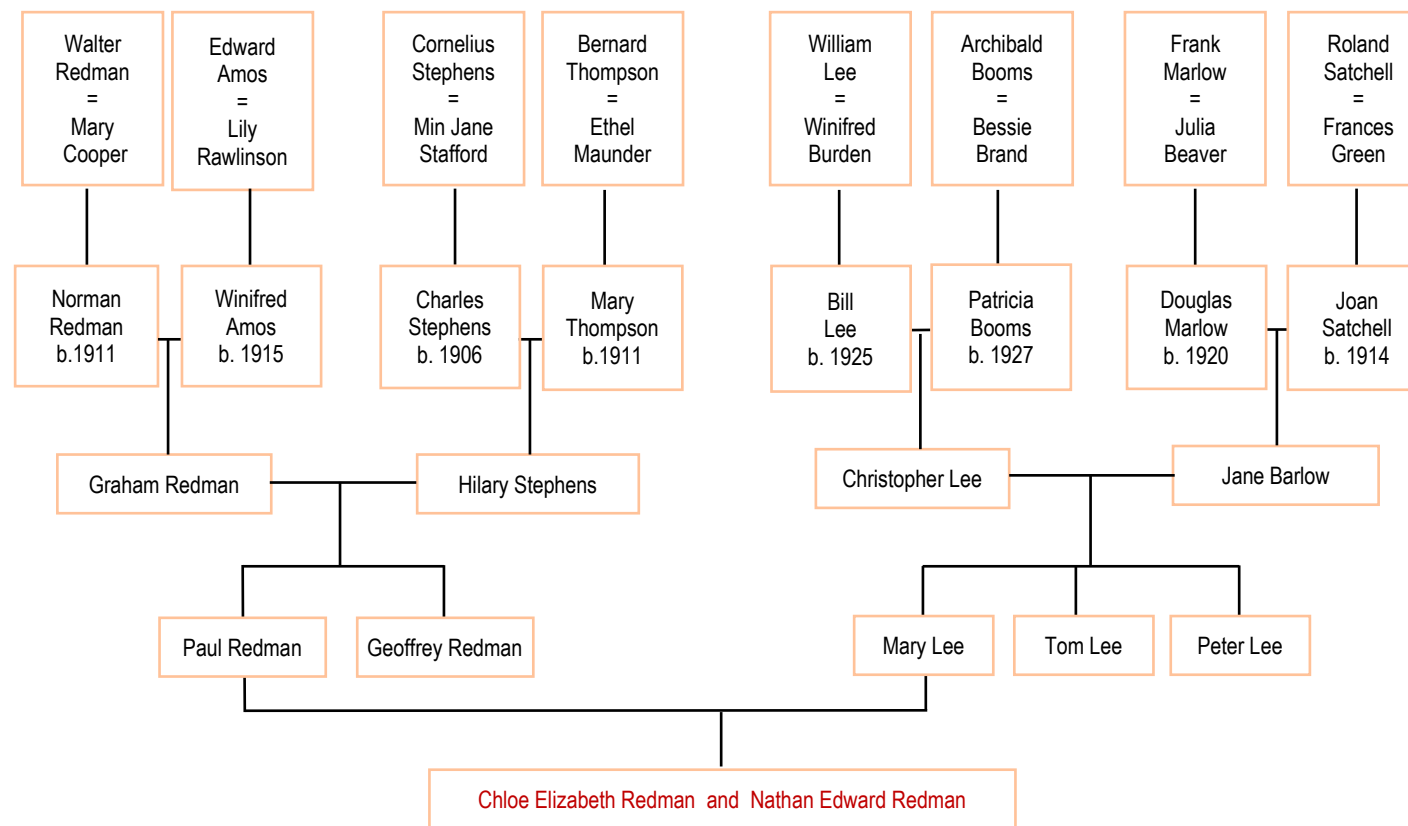 Walter
Redman
=
Mary
Cooper
Edward
Amos
=
Lily
Rawlinson
Cornelius
Stephens
=
Min Jane
Stafford
Bernard
Thompson
=
Ethel
Maunder
William
Lee
=
Winifred
Burden
Archibald
Booms
=
Bessie
Brand
Frank
Marlow
=
Julia
Beaver
Roland
Satchell
=
Frances
Green
Norman
Redman
b.1911
Winifred
Amos
b. 1915
Charles
Stephens
b. 1906
Mary
Thompson
b.1911
Bill
Lee
b. 1925
Patricia
Booms
b. 1927
Douglas
Marlow
b. 1920
Joan
Satchell
b. 1914
Graham Redman
Hilary Stephens
Christopher Lee
Jane Barlow
Paul Redman
Geoffrey Redman
Mary Lee
Tom Lee
Peter Lee
Chloe Elizabeth Redman and Nathan Edward Redman